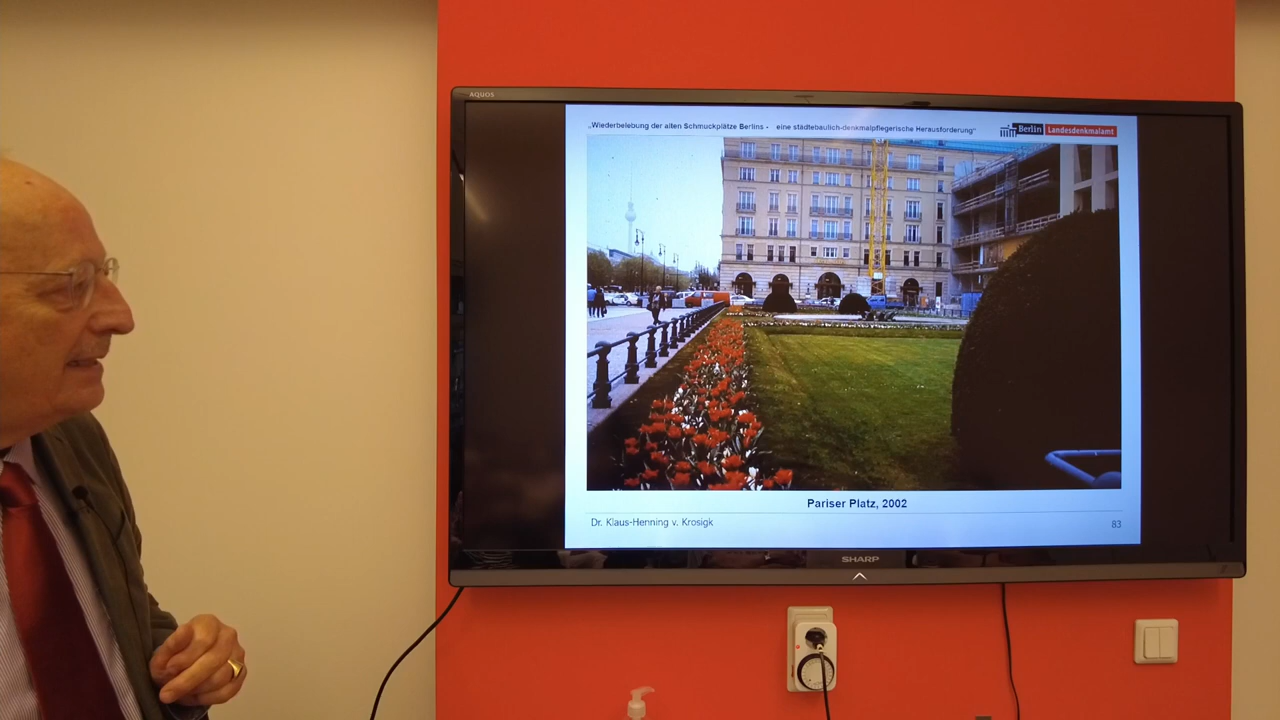 AQUOS
„Wiederbelebung der alten Schmuckplätze Berlins - eine städtebaulich-denkmalpflegerische Herausforderung“
Berlin Landesdenkmalamt
Pariser Platz, 2002
Dr. Klaus-Henning v. Krosigk
83
SHARP